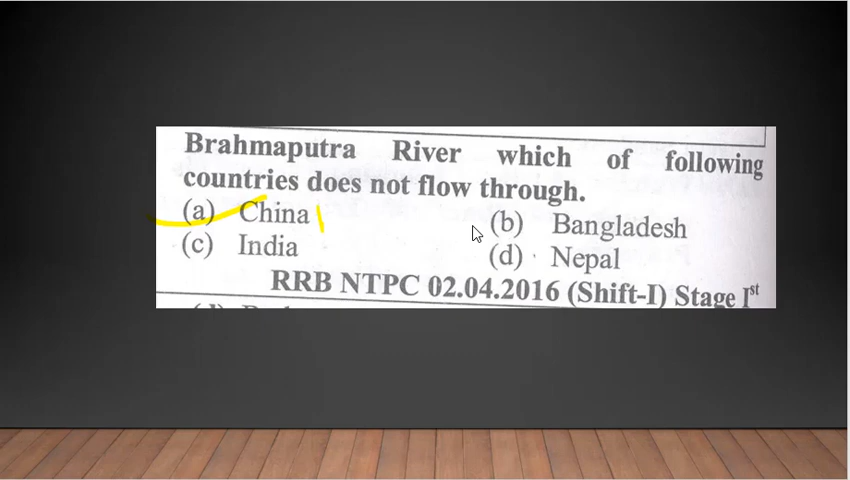 Brahmaputra River which of following
countries does not flow through.
(a) China (b) Bangladesh
(c) India (d) Nepal
RRB NTPC 02.04.2016 (Shift-I) Stage Ist